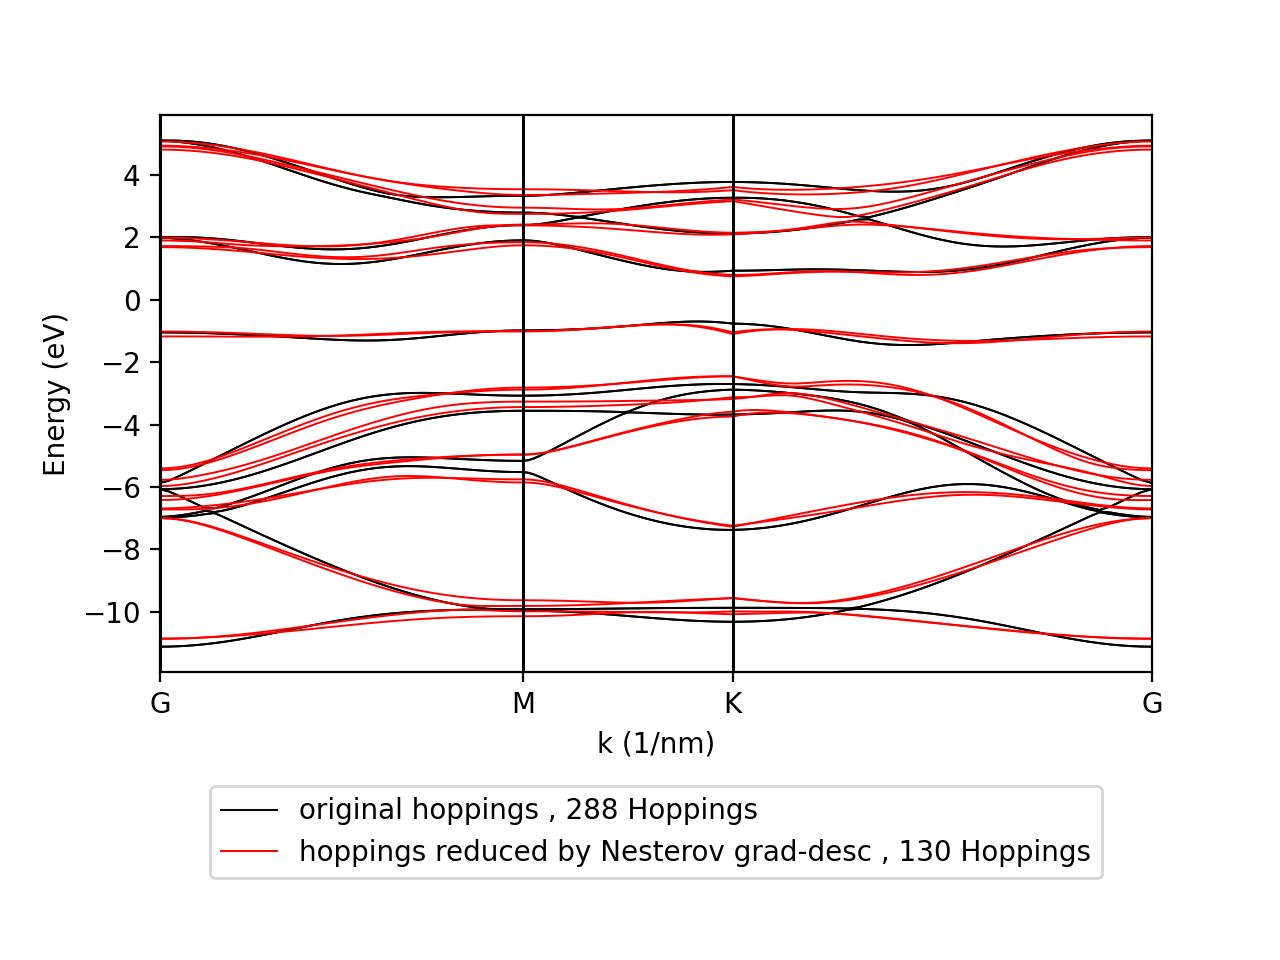 4
2
0
−2
−4
−6
−8
−10
Energy (eV)
G
M
K
G
k (1/nm)
original hoppings , 288 Hoppings
hoppings reduced by Nesterov grad-desc , 130 Hoppings